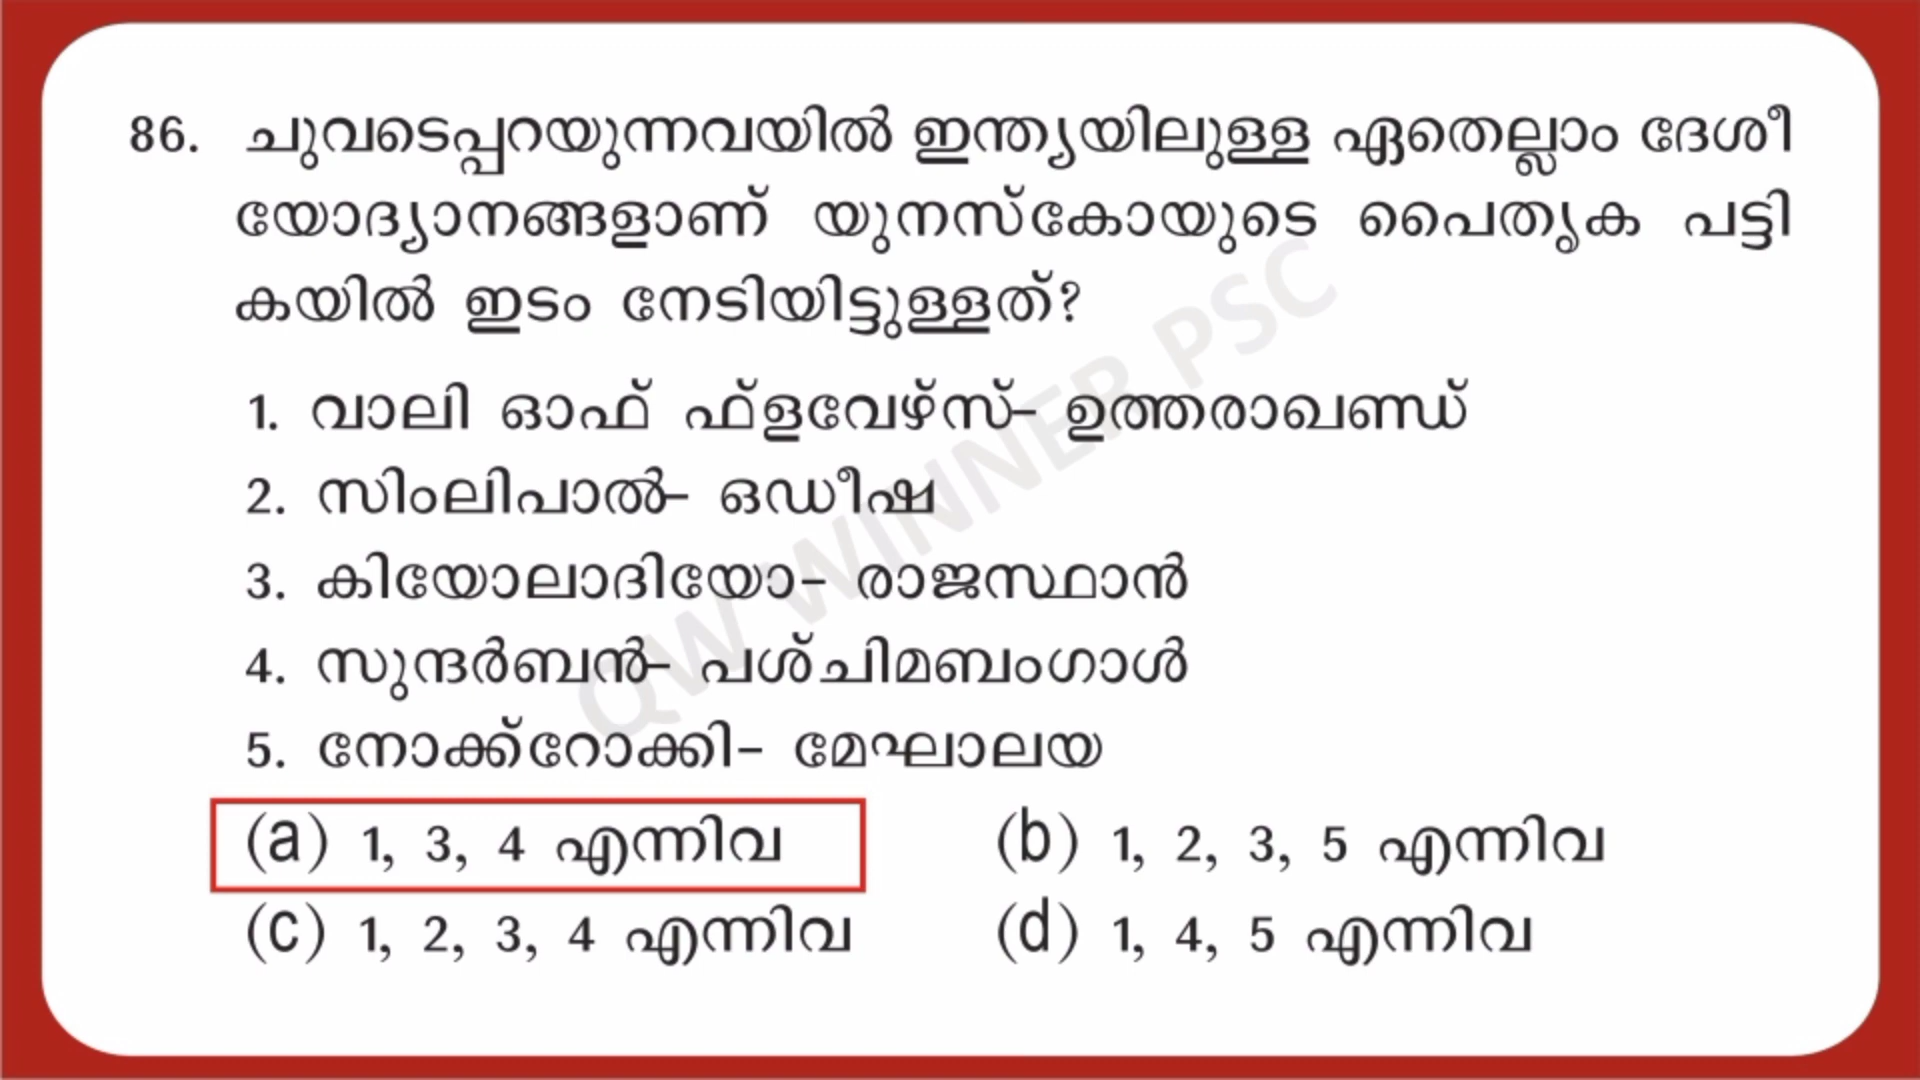 86. ചുവടെപ്പറയുന്നവയിൽ ഇന്ത്യയിലുള്ള ഏതെല്ലാം ദേശീ
യോദ്യാനങ്ങളാണ് യുനസ്കോയുടെ പൈതൃക പട്ടി
കയിൽ ഇടം നേടിയിട്ടുള്ളത്?
1. വാലി ഓഫ് ഫ്ളവേഴ്സ്- ഉത്തരാഖണ്ഡ്
2. സിംലിപാൽ- ഒഡീഷ
3. കിയോലാദിയോ- രാജസ്ഥാൻ
4. സുന്ദർബൻ- പശ്ചിമബംഗാൾ
5. നോക്ക്റോക്കി- മേഘാലയ
(a) 1, 3, 4 എന്നിവ (b) 1, 2, 3, 5 എന്നിവ
(c) 1, 2, 3, 4 എന്നിവ (d) 1, 4, 5 എന്നിവ
QW WINNER PSC